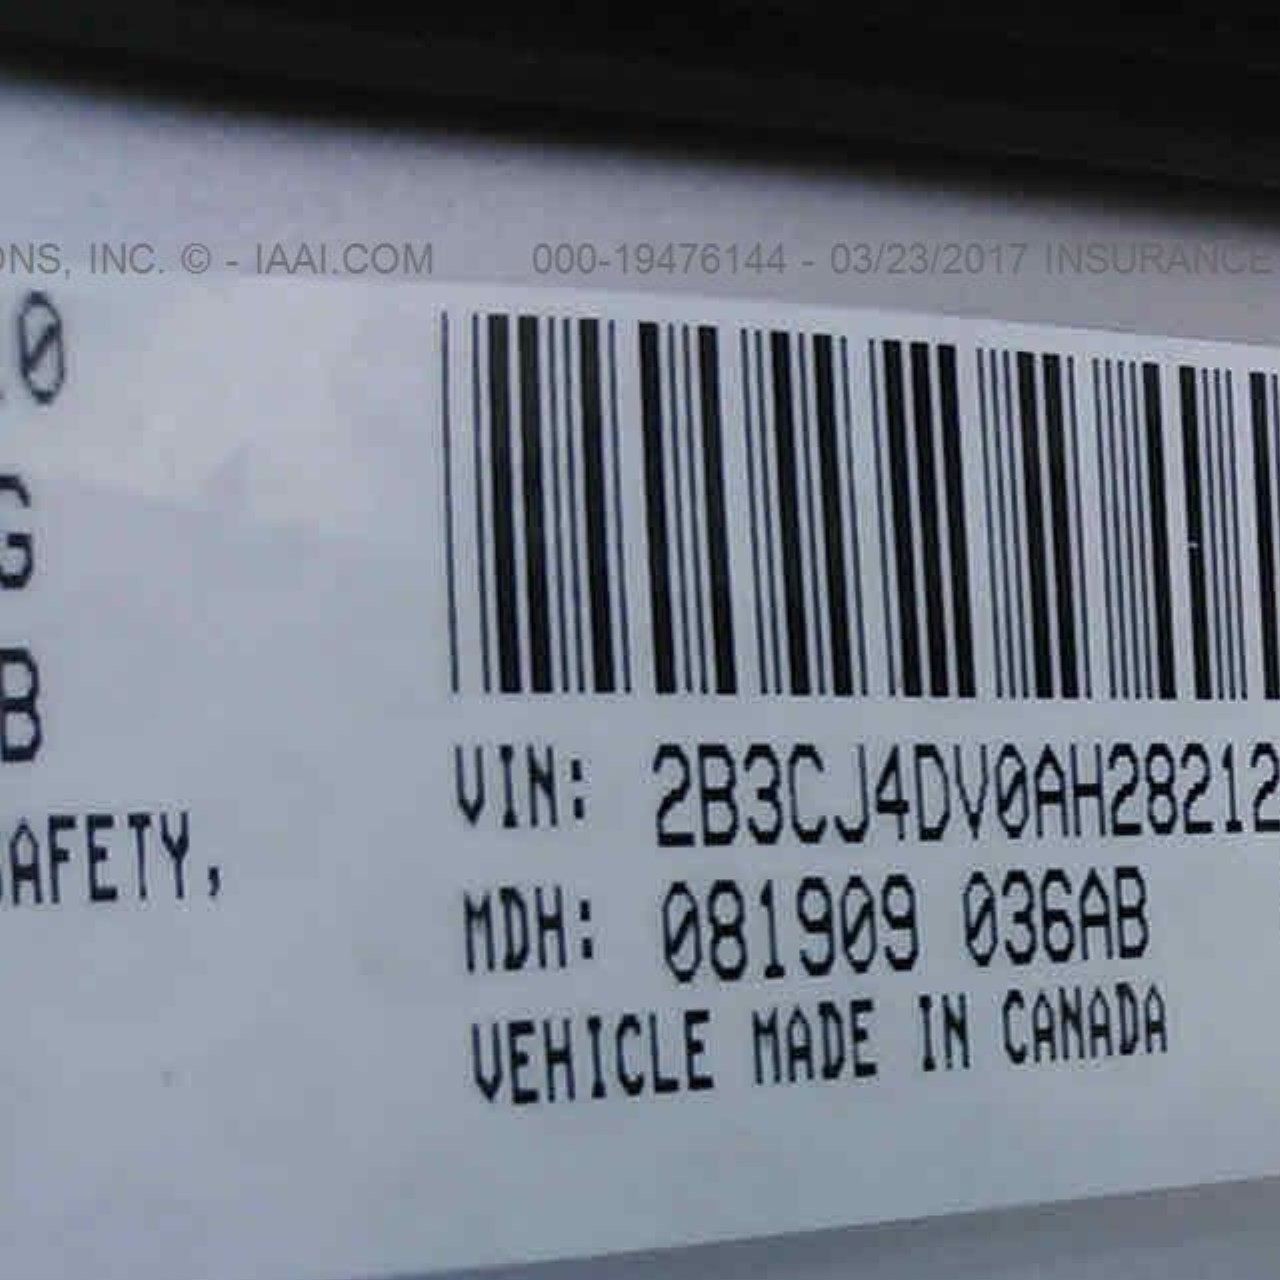 ONS, INC. © - IAAI.COM 000-19476144 - 03/23/2017 INSURANCE
0
G
B
SAFETY,
VIN: 2B3CJ4DV0AH28212
MDH: 081909 036AB
VEHICLE MADE IN CANADA